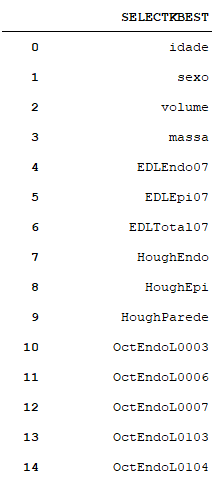 SELECTKBEST
0 idade
1 sexo
2 volume
3 massa
4 EDLEndo07
5 EDLEpi07
6 EDLTotal07
7 HoughEndo
8 HoughEpi
9 HoughParede
10 OctEndoL0003
11 OctEndoL0006
12 OctEndoL0007
13 OctEndoL0103
14 OctEndoL0104